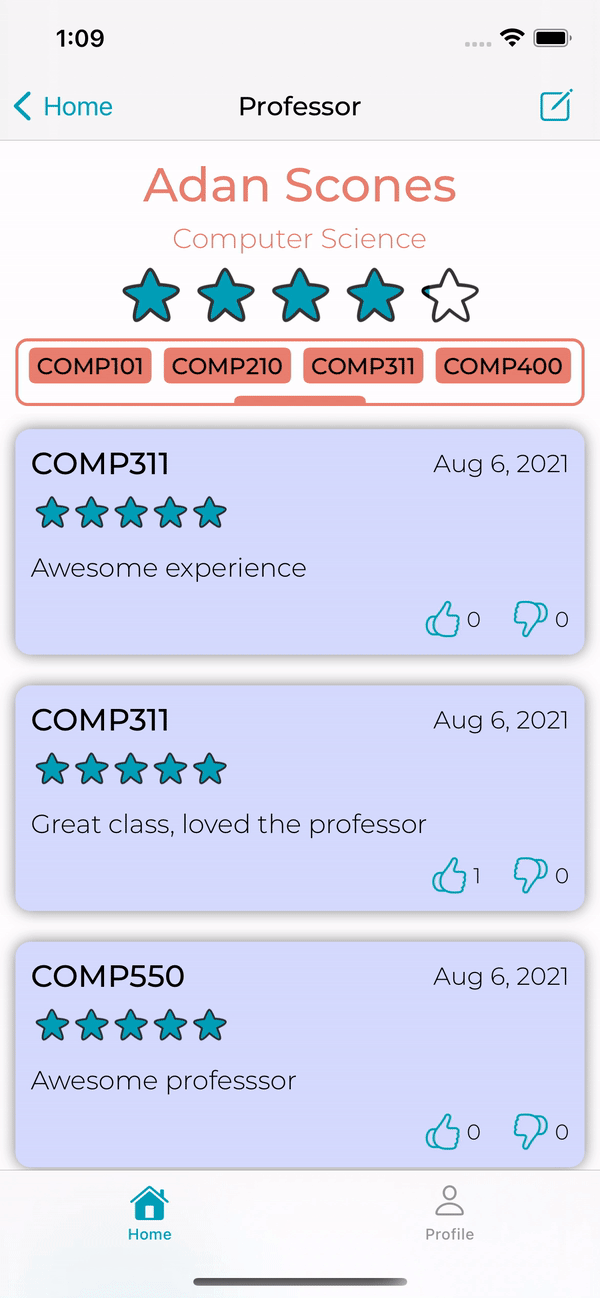 1:09
Home Professor
Adan Scones
Computer Science
COMP101 COMP210 COMP311 COMP400
COMP311 Aug 6, 2021
Awesome experience
0 0
COMP311 Aug 6, 2021
Great class, loved the professor
1 0
COMP550 Aug 6, 2021
Awesome professsor
0 0
Home Profile